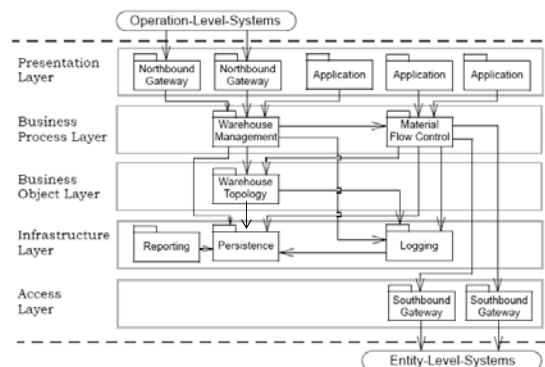 Operation-Level-Systems
Presentation
Layer
Northbound
Gateway
Northbound
Gateway
Application
Application
Application
Business
Process Layer
Warehouse
Management
Material
Flow Control
Business
Object Layer
Warehouse
Topology
Infrastructure
Layer
Reporting
Persistence
Logging
Access
Layer
Southbound
Gateway
Southbound
Gateway
Entity-Level-Systems